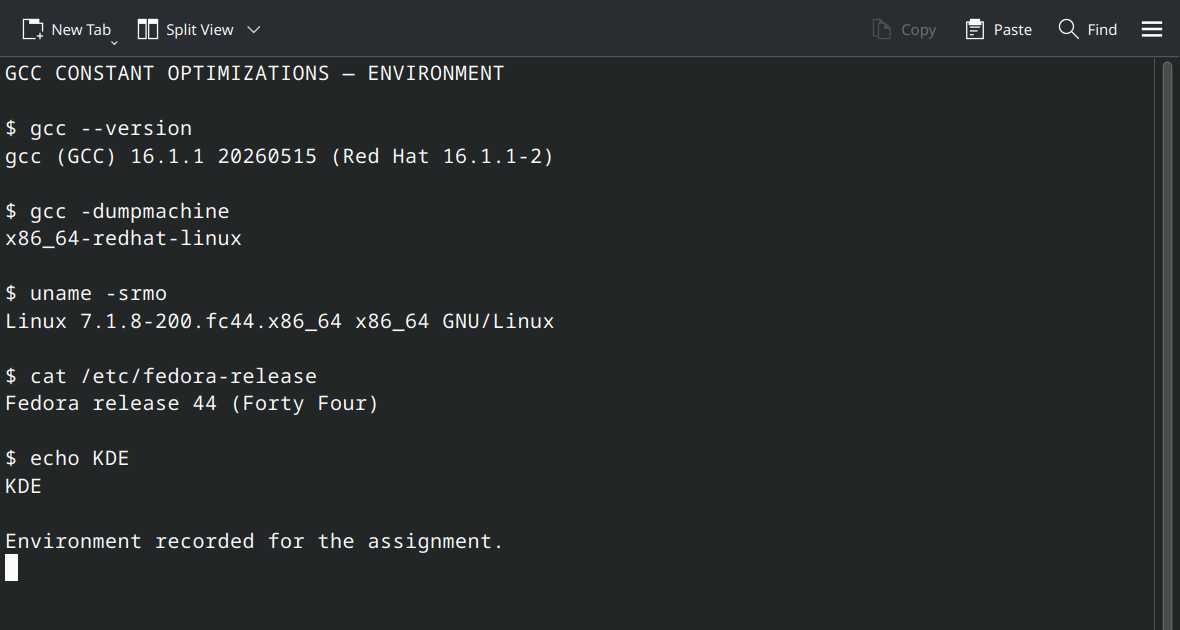 New Tab Split View Copy Paste Find
GCC CONSTANT OPTIMIZATIONS — ENVIRONMENT
$ gcc --version
gcc (GCC) 16.1.1 20260515 (Red Hat 16.1.1-2)
$ gcc -dumpmachine
x86_64-redhat-linux
$ uname -srmo
Linux 7.1.8-200.fc44.x86_64 x86_64 GNU/Linux
$ cat /etc/fedora-release
Fedora release 44 (Forty Four)
$ echo KDE
KDE
Environment recorded for the assignment.